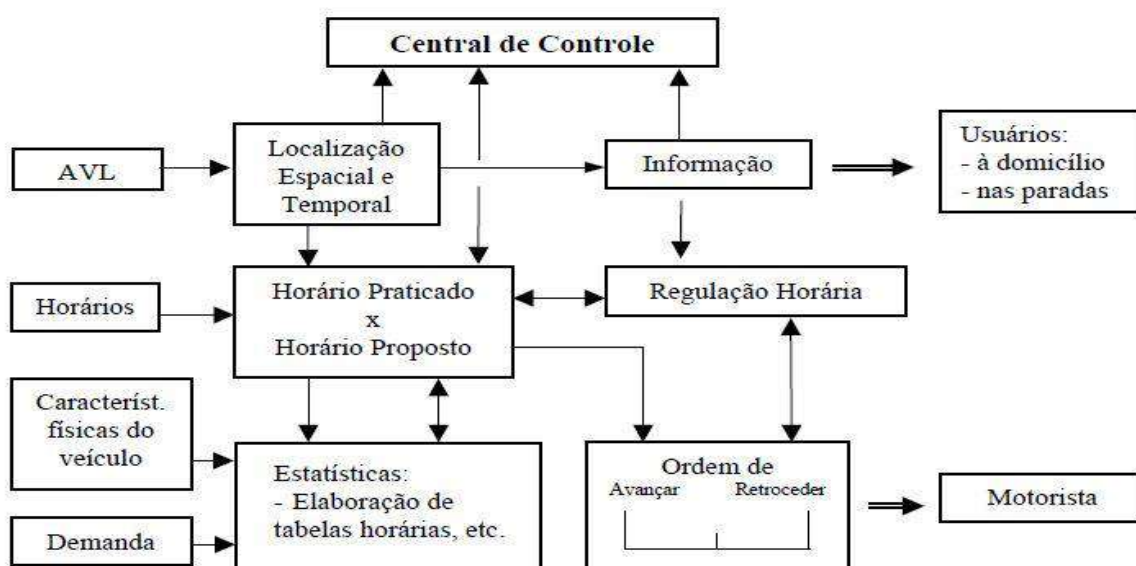 Central de Controle
AVL
Localização
Espacial e
Temporal
Informação
Usuários:
- à domicílio
- nas paradas
Horários
Horário Praticado
x
Horário Proposto
Regulação Horária
Característ.
físicas do
veículo
Demanda
Estatísticas:
- Elaboração de
tabelas horárias, etc.
Ordem de
Avançar Retroceder
Motorista